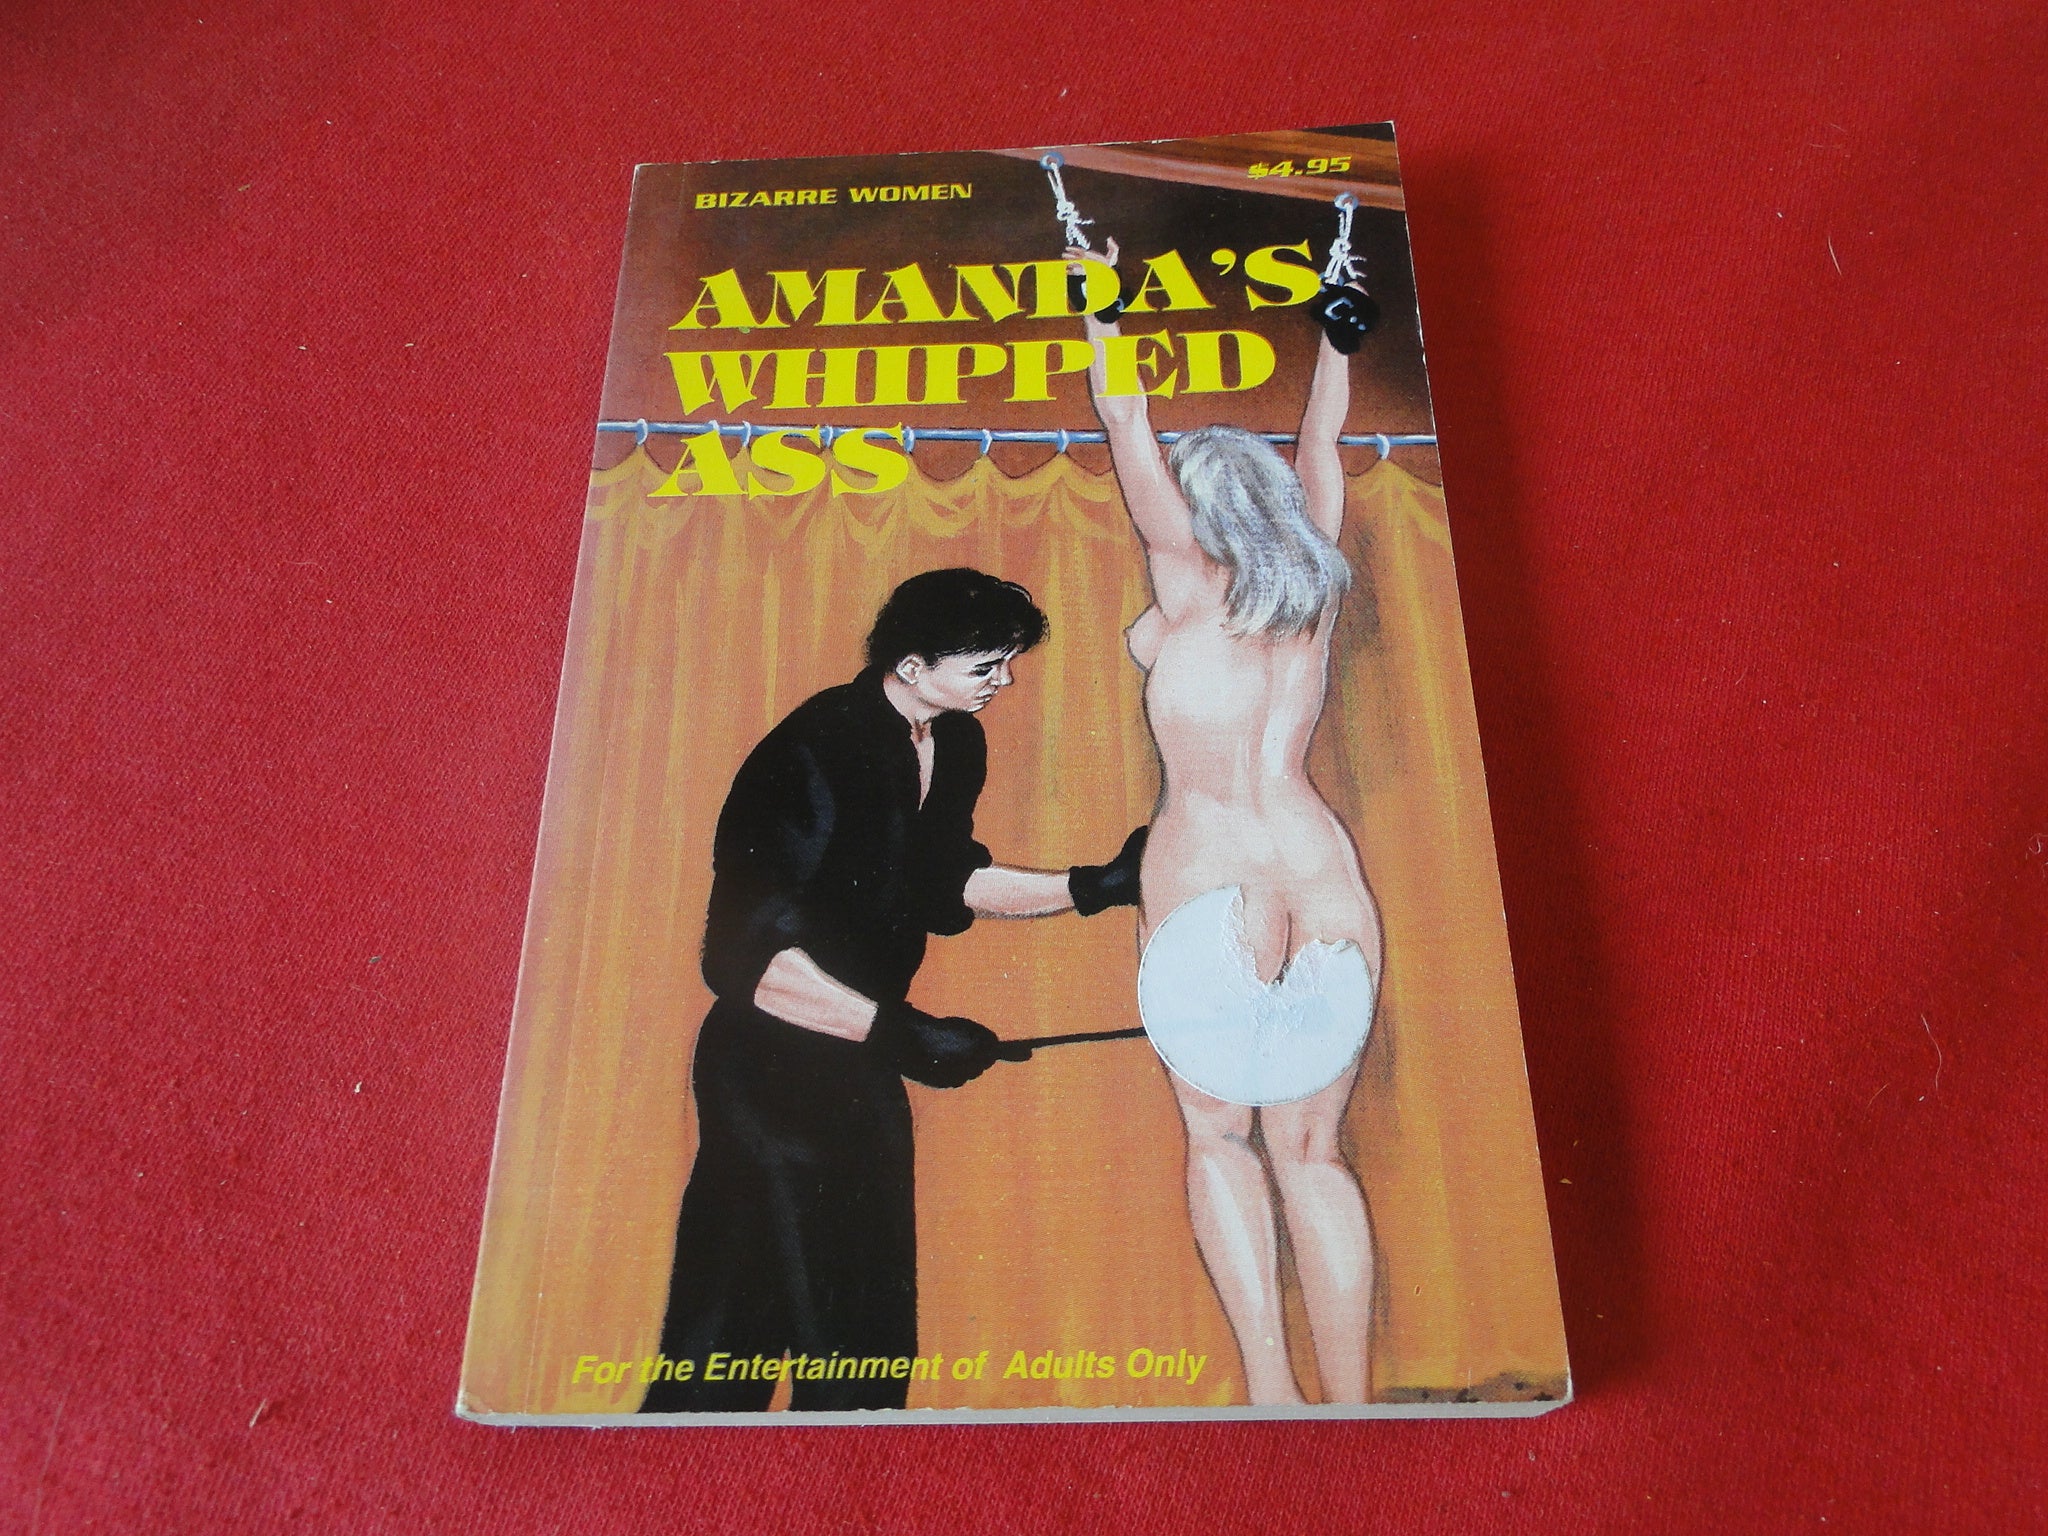 BIZARRE WOMEN
$4.95
AMANDA'S
WHIPPED
ASS
For the Entertainment of Adults Only